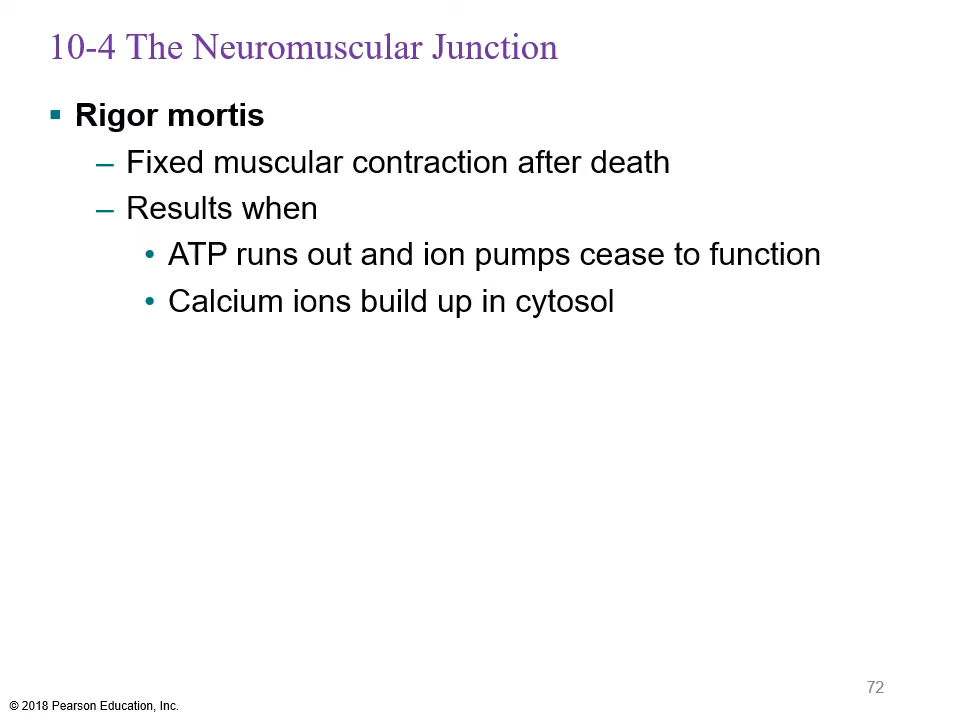 10-4 The Neuromuscular Junction
▪ Rigor mortis
– Fixed muscular contraction after death
– Results when
• ATP runs out and ion pumps cease to function
• Calcium ions build up in cytosol
72
© 2018 Pearson Education, Inc.